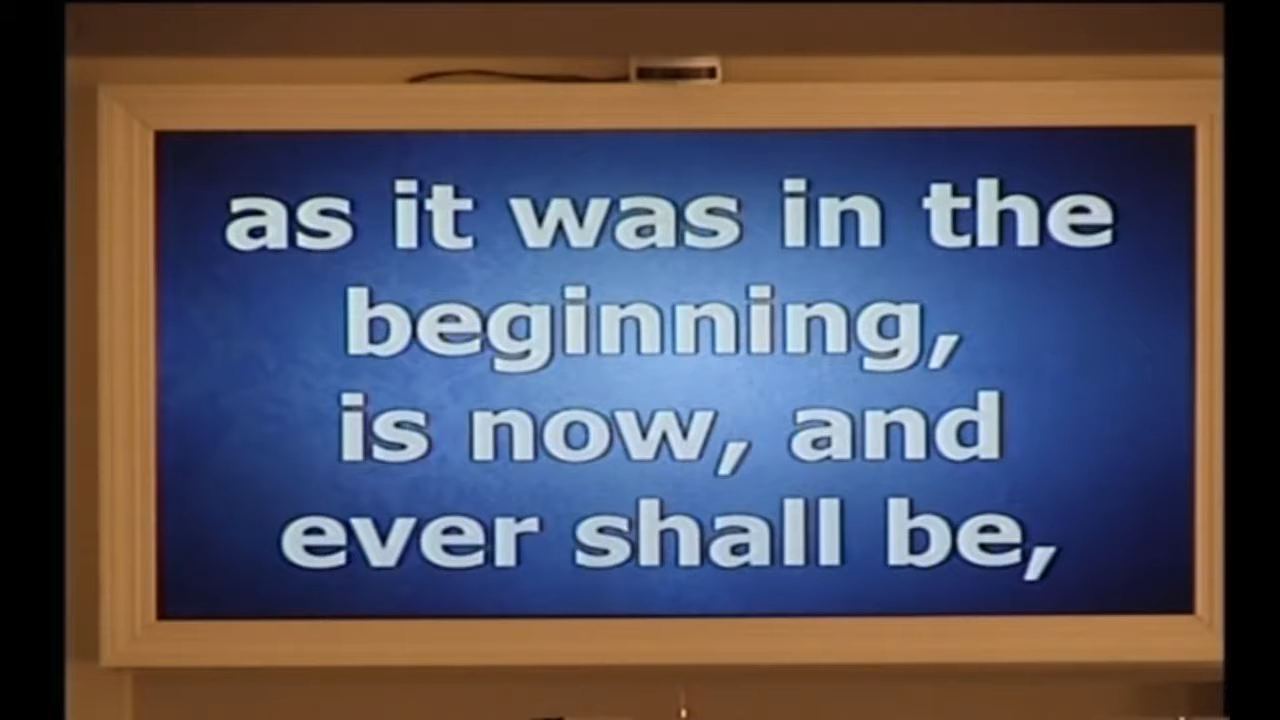 as it was in the
beginning,
is now, and
ever shall be,